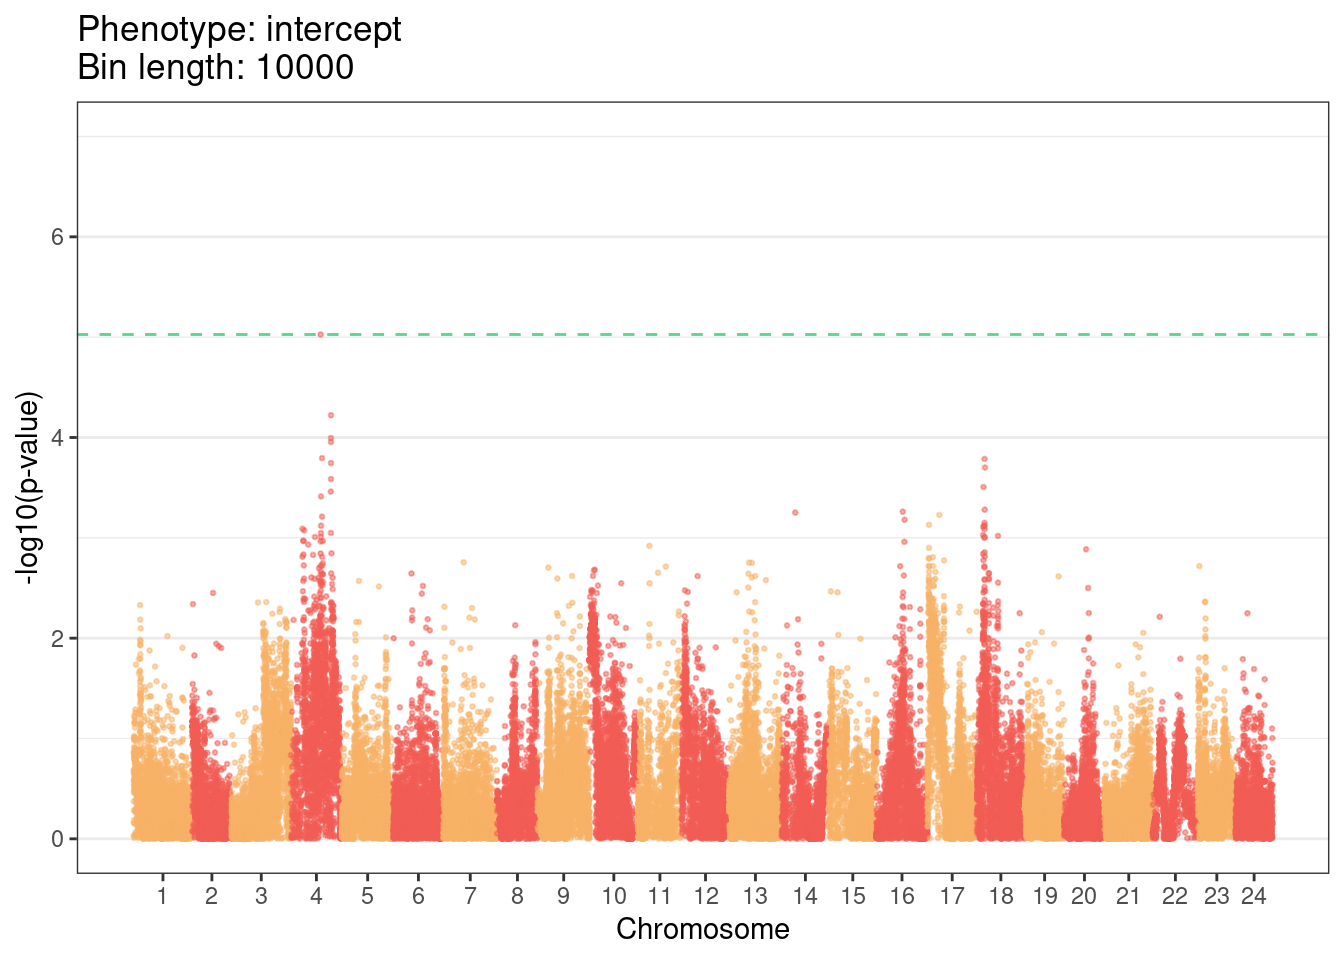 Phenotype: intercept
Bin length: 10000
6
4
2
0
-log10(p-value)
1 2 3 4 5 6 7 8 9 10 11 12 13 14 15 16 17 18 19 20 21 22 23 24
Chromosome